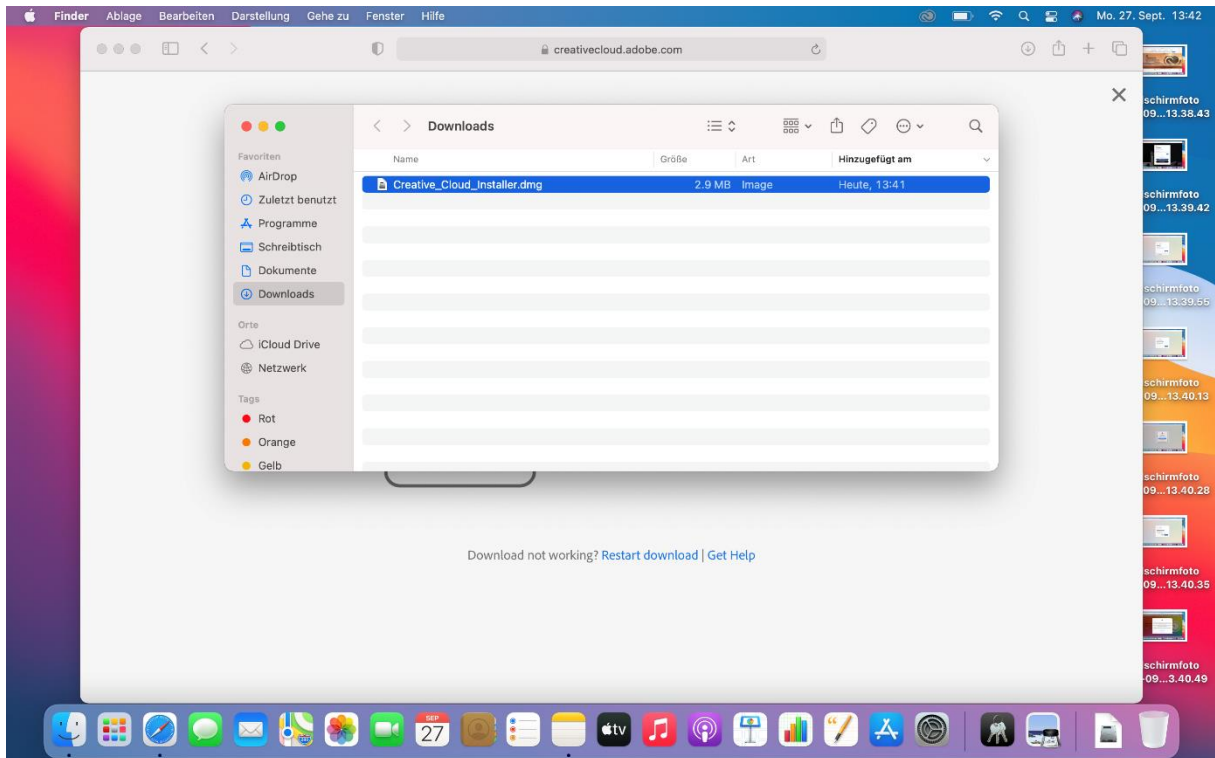 Finder Ablage Bearbeiten Darstellung Gehe zu Fenster Hilfe Mo. 27. Sept. 13:42
creativecloud.adobe.com
Downloads
Favoriten
AirDrop
Zuletzt benutzt
Programme
Schreibtisch
Dokumente
Downloads
Orte
iCloud Drive
Netzwerk
Tags
Rot
Orange
Gelb
Name Größe Art Hinzugefügt am
Creative_Cloud_Installer.dmg 2.9 MB Image Heute, 13:41
Download not working? Restart download | Get Help
schirmfoto
09...13.38.43
schirmfoto
09...13.39.42
schirmfoto
09...13.39.55
schirmfoto
09...13.40.13
schirmfoto
09...13.40.28
schirmfoto
09...13.40.35
schirmfoto
-09...3.40.49
SEP
27
tv